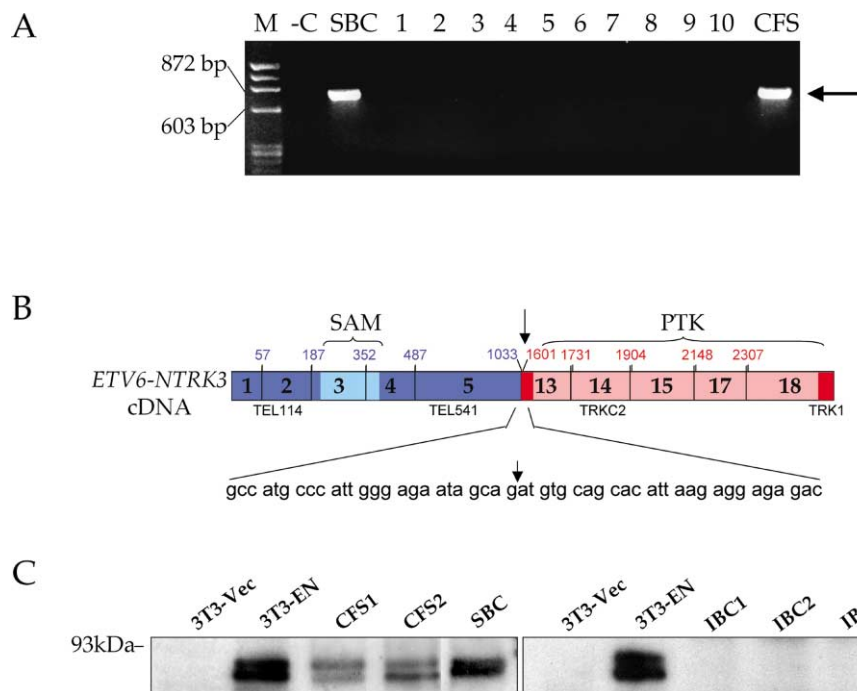 A
M -C SBC 1 2 3 4 5 6 7 8 9 10 CFS
872 bp
603 bp
B
SAM PTK
57 187 352 487 1033 1601 1731 1904 2148 2307
ETV6-NTRK3 cDNA
1 2 3 4 5 13 14 15 17 18
TEL114 TEL541 TRKC2 TRK1
gcc atg ccc att ggg aga ata gca gat gtg cag cac att aag agg aga gac
C
3T3-Vec 3T3-EN CFS1 CFS2 SBC 3T3-Vec 3T3-EN IBC1 IBC2
93kDa–